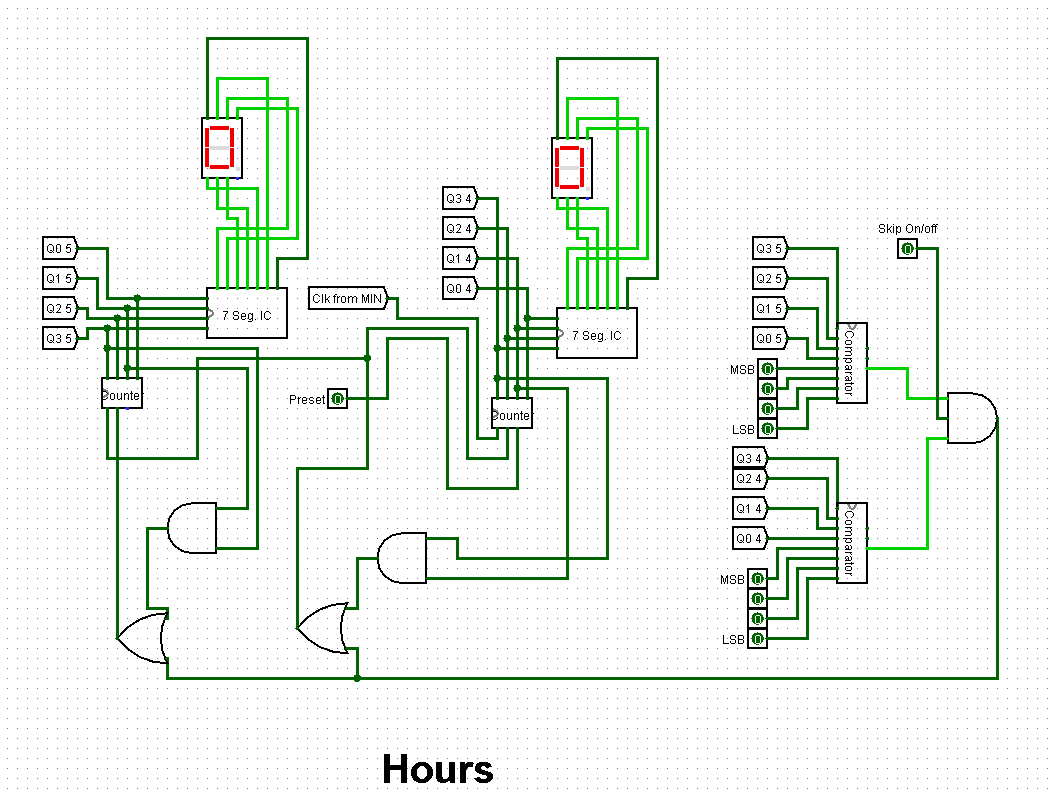 Q0 5
Q1 5
Q2 5
Q3 5
7 Seg. IC
ounte
Clk from MIN
Preset
Q3 4
Q2 4
Q1 4
Q0 4
7 Seg. IC
ounte
Skip On/off
Q3 5
Q2 5
Q1 5
Q0 5
MSB
LSB
Comparator
Q3 4
Q2 4
Q1 4
Q0 4
MSB
LSB
Comparator
Hours